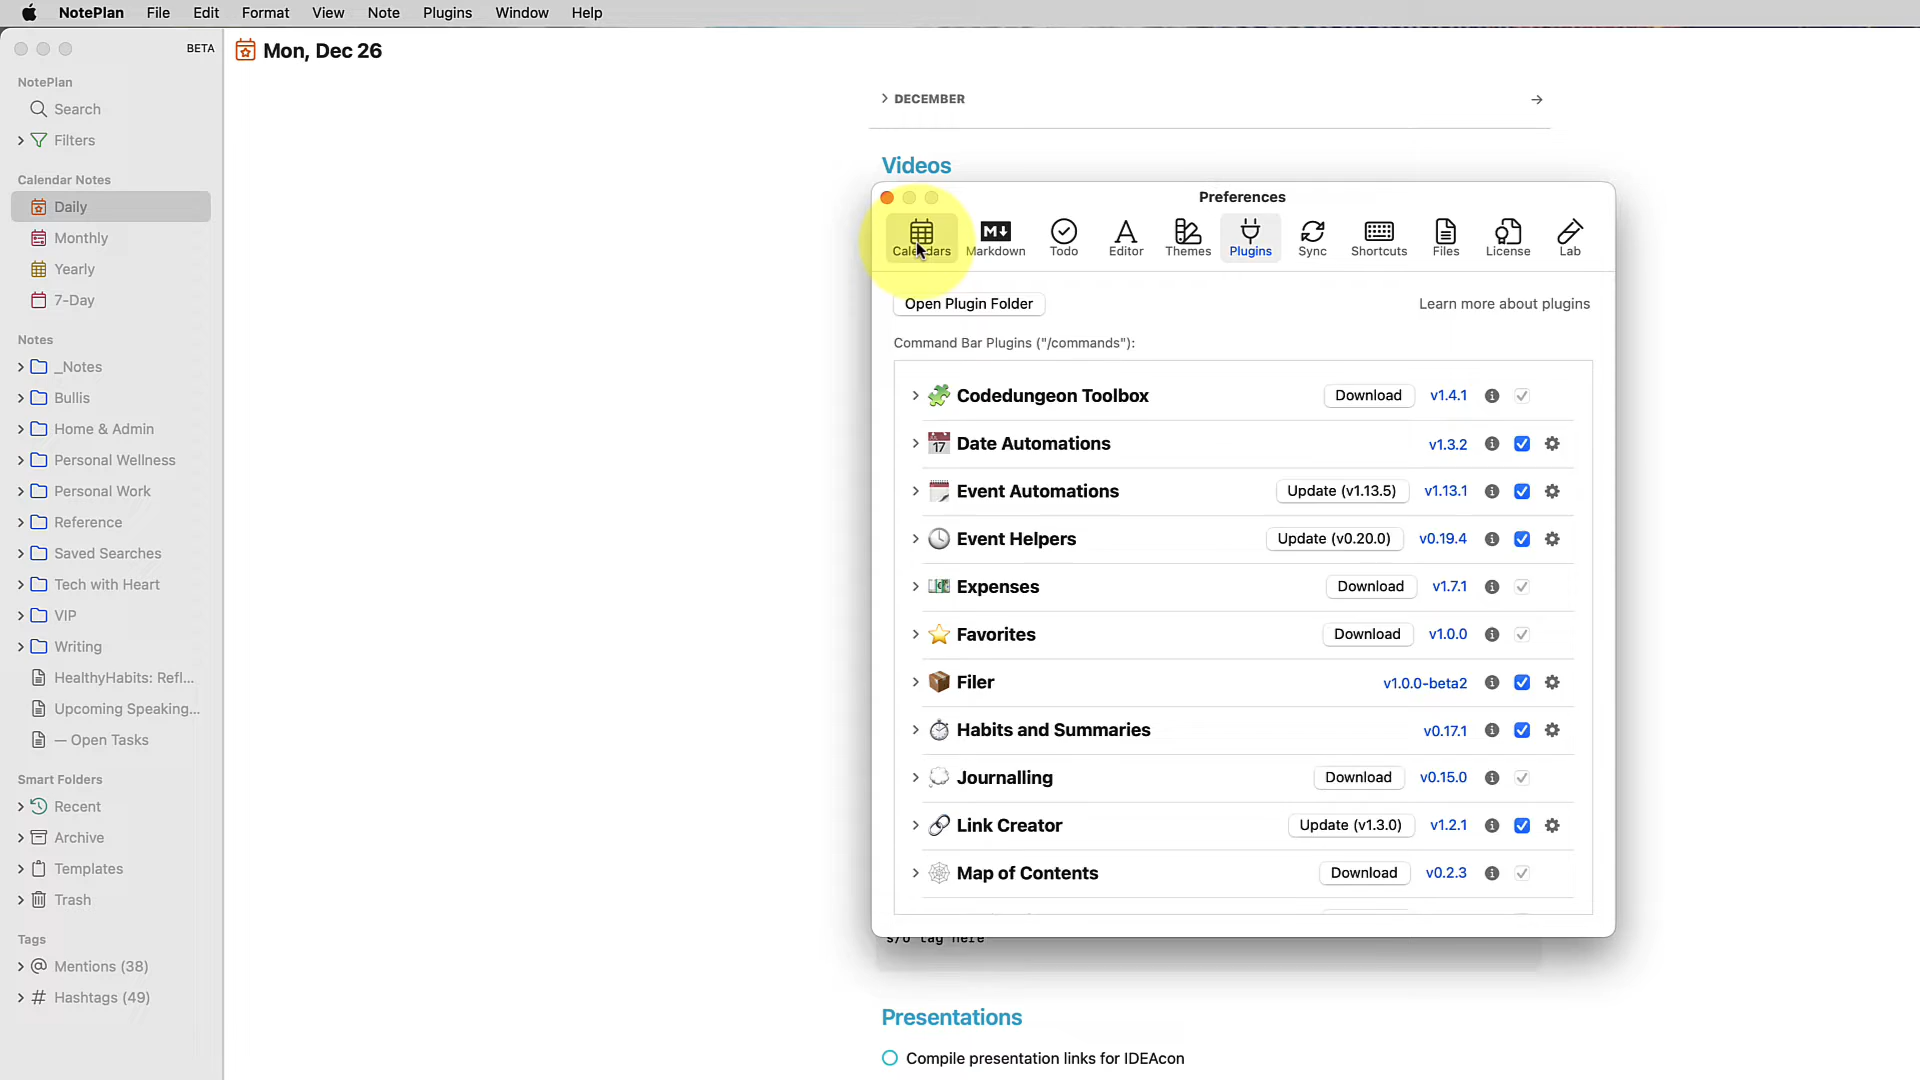 NotePlan File Edit Format View Note Plugins Window Help
BETA
NotePlan
Search
Filters
Calendar Notes
Daily
Monthly
Yearly
7-Day
Notes
_Notes
Bullis
Home & Admin
Personal Wellness
Personal Work
Reference
Saved Searches
Tech with Heart
VIP
Writing
HealthyHabits: Refl...
Upcoming Speaking...
— Open Tasks
Smart Folders
Recent
Archive
Templates
Trash
Tags
Mentions (38)
Hashtags (49)
Mon, Dec 26
DECEMBER
Videos
Preferences
Calendars Markdown Todo Editor Themes Plugins Sync Shortcuts Files License Lab
Open Plugin Folder Learn more about plugins
Command Bar Plugins ("/commands"):
Codedungeon Toolbox Download v1.4.1
17 Date Automations v1.3.2
Event Automations Update (v1.13.5) v1.13.1
Event Helpers Update (v0.20.0) v0.19.4
Expenses Download v1.7.1
Favorites Download v1.0.0
Filer v1.0.0-beta2
Habits and Summaries v0.17.1
Journalling Download v0.15.0
Link Creator Update (v1.3.0) v1.2.1
Map of Contents Download v0.2.3
s/o tag here
Presentations
Compile presentation links for IDEAcon